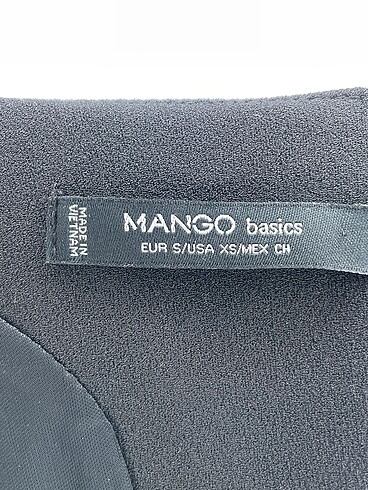 MADE IN
VIETNAM
MANGO basics
EUR S/USA XS/MEX CH